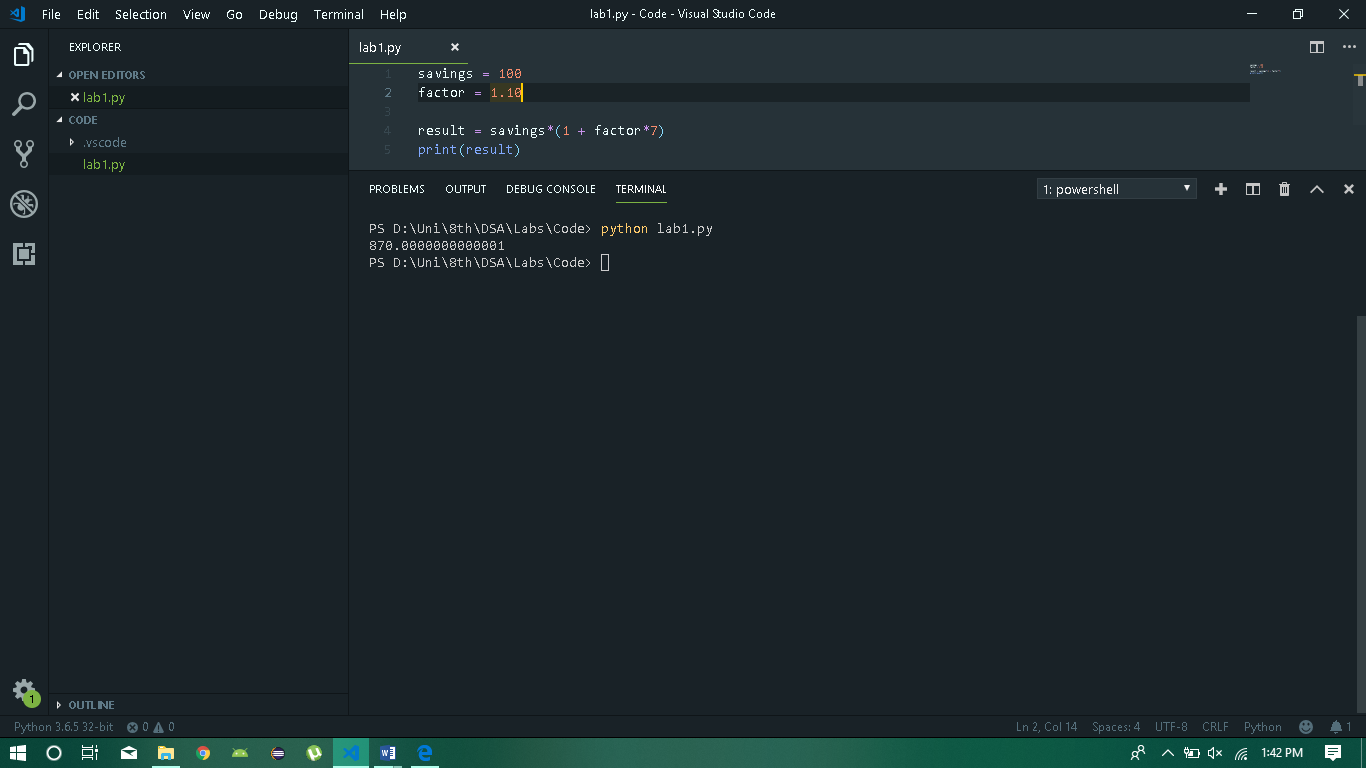 File Edit Selection View Go Debug Terminal Help
lab1.py - Code - Visual Studio Code
EXPLORER
OPEN EDITORS
lab1.py
CODE
.vscode
lab1.py
OUTLINE
lab1.py
1 savings = 100
2 factor = 1.10
3
4 result = savings*(1 + factor*7)
5 print(result)
PROBLEMS OUTPUT DEBUG CONSOLE TERMINAL
1: powershell
PS D:\Uni\8th\DSA\Labs\Code> python lab1.py
870.0000000000001
PS D:\Uni\8th\DSA\Labs\Code>
1
Python 3.6.5 32-bit 0 0
Ln 2, Col 14 Spaces: 4 UTF-8 CRLF Python 1
1:42 PM